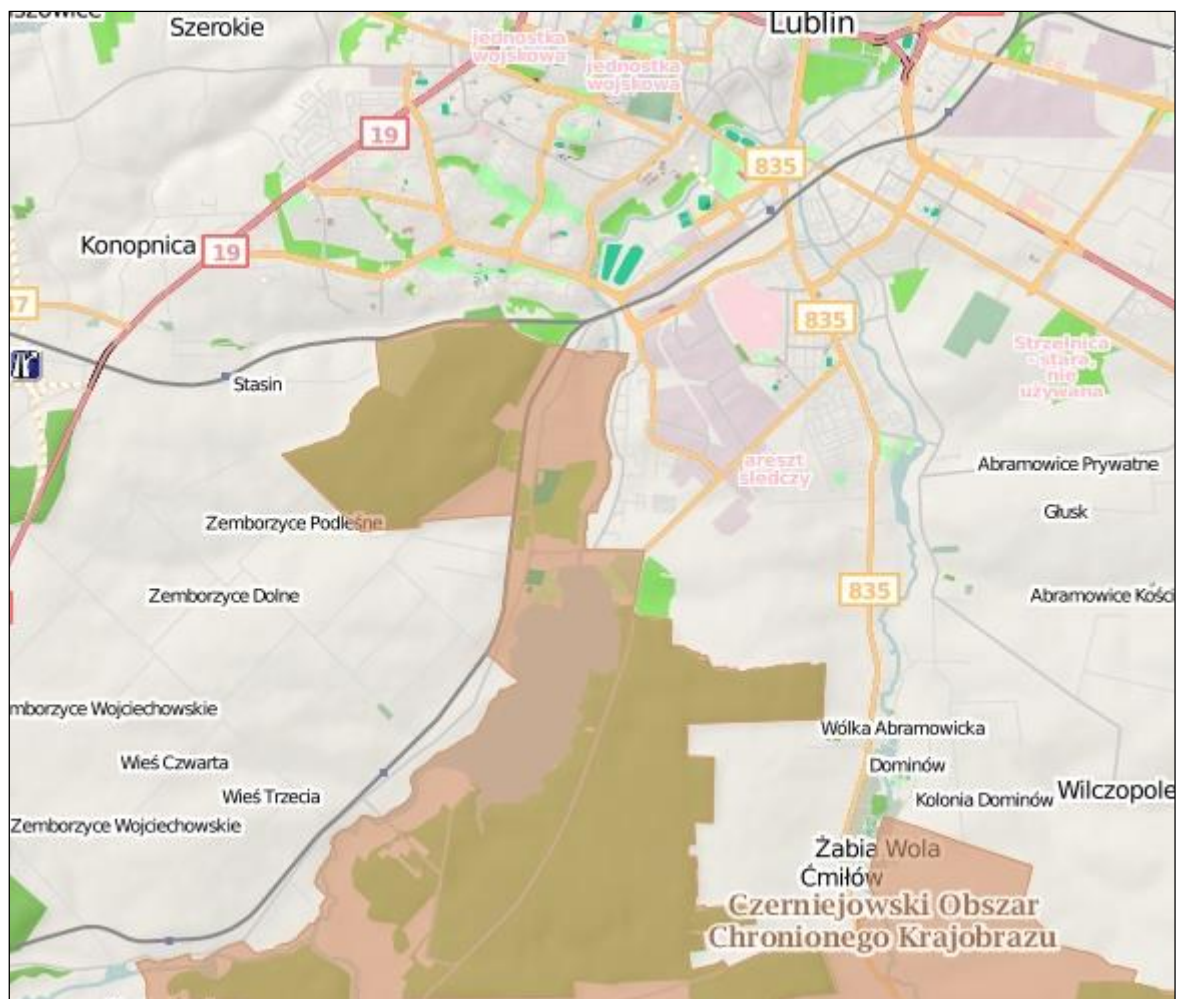 Szerokie
Lublin
jednostka
wojskowa
jednostka
wojskowa
19
835
Konopnica
19
835
Strzelnica
- stara,
nie
używana
Stasin
areszt
śledczy
Abramowice Prywatne
Zemborzyce Podleśne
Głusk
Zemborzyce Dolne
835
Abramowice Kości
mborzyce Wojciechowskie
Wólka Abramowicka
Wieś Czwarta
Dominów
Wieś Trzecia
Kolonia Dominów
Wilczopole
Zemborzyce Wojciechowskie
Żabia Wola
Ćmiłów
Czerniejowski Obszar
Chronionego Krajobrazu